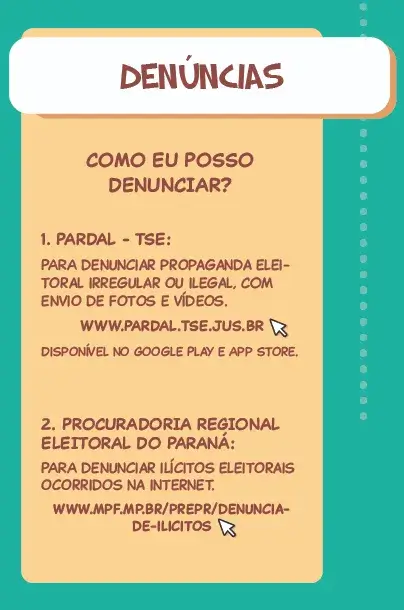 DENÚNCIAS
COMO EU POSSO
DENUNCIAR?
1. PARDAL - TSE:
PARA DENUNCIAR PROPAGANDA ELEI-
TORAL IRREGULAR OU ILEGAL, COM
ENVIO DE FOTOS E VÍDEOS.
WWW.PARDAL.TSE.JUS.BR
DISPONÍVEL NO GOOGLE PLAY E APP STORE.
2. PROCURADORIA REGIONAL
ELEITORAL DO PARANÁ:
PARA DENUNCIAR ILÍCITOS ELEITORAIS
OCORRIDOS NA INTERNET.
WWW.MPF.MP.BR/PREPR/DENUNCIA-
DE-ILICITOS